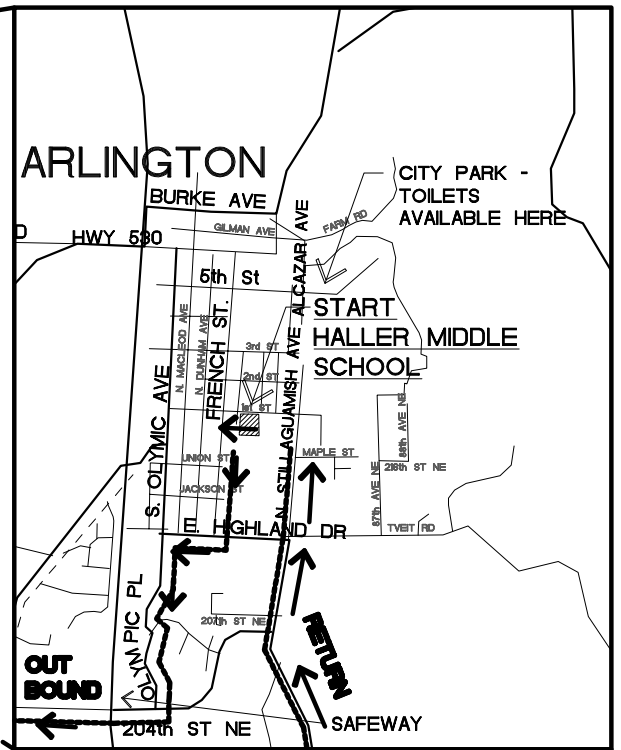 ARLINGTON
CITY PARK -
TOILETS
AVAILABLE HERE
BURKE AVE
GILMAN AVE
FARM RD
D
HWY 530
5th St
ALCAZAR AVE
START
HALLER MIDDLE
SCHOOL
N. MACLEOD AVE
N. DUNHAM AVE
FRENCH ST.
3rd ST
2nd ST
1st ST
N. STILLAGUAMISH AVE
S. OLYMIC AVE
UNION ST
JACKSON ST
MAPLE ST
88th AVE NE
87th AVE NE
218th ST NE
TVEIT RD
E. HIGHLAND DR
207th ST NE
OLYMPIC PL
RETURN
OUT
BOUND
204th ST NE
SAFEWAY